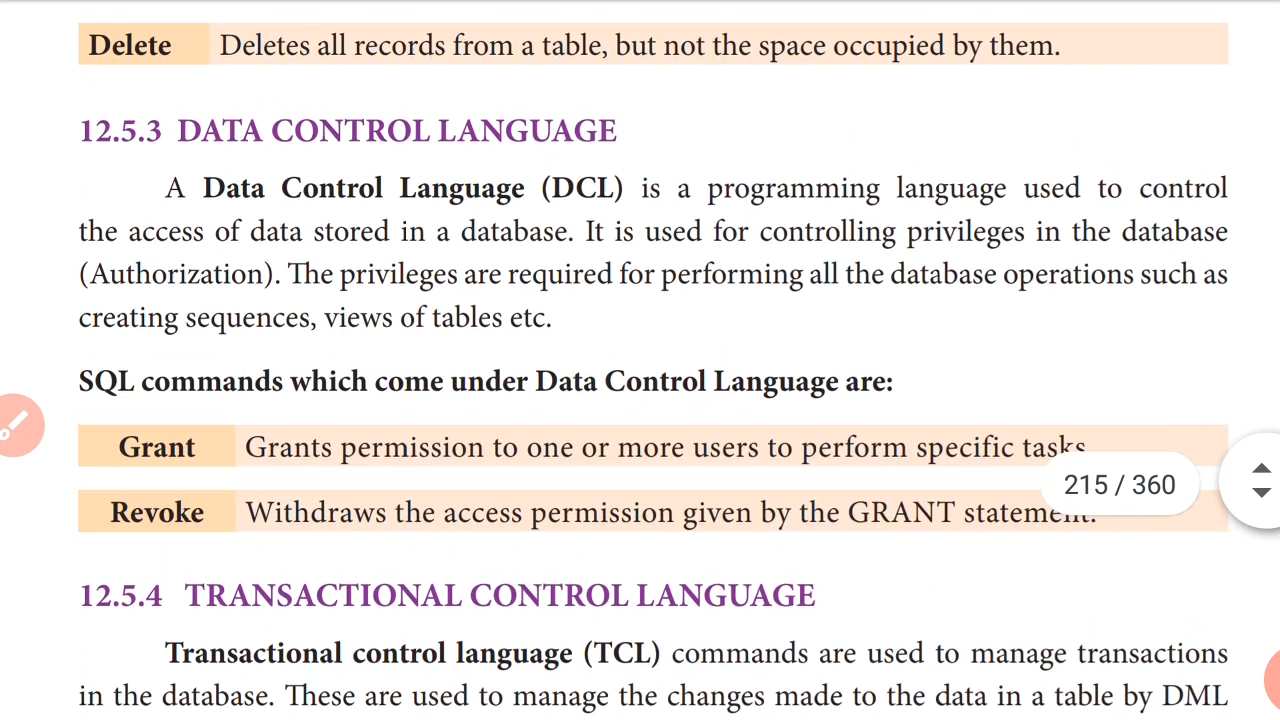 Delete Deletes all records from a table, but not the space occupied by them.
12.5.3 DATA CONTROL LANGUAGE
A Data Control Language (DCL) is a programming language used to control
the access of data stored in a database. It is used for controlling privileges in the database
(Authorization). The privileges are required for performing all the database operations such as
creating sequences, views of tables etc.
SQL commands which come under Data Control Language are:
Grant Grants permission to one or more users to perform specific tasks
215 / 360
Revoke Withdraws the access permission given by the GRANT statement.
12.5.4 TRANSACTIONAL CONTROL LANGUAGE
Transactional control language (TCL) commands are used to manage transactions
in the database. These are used to manage the changes made to the data in a table by DML